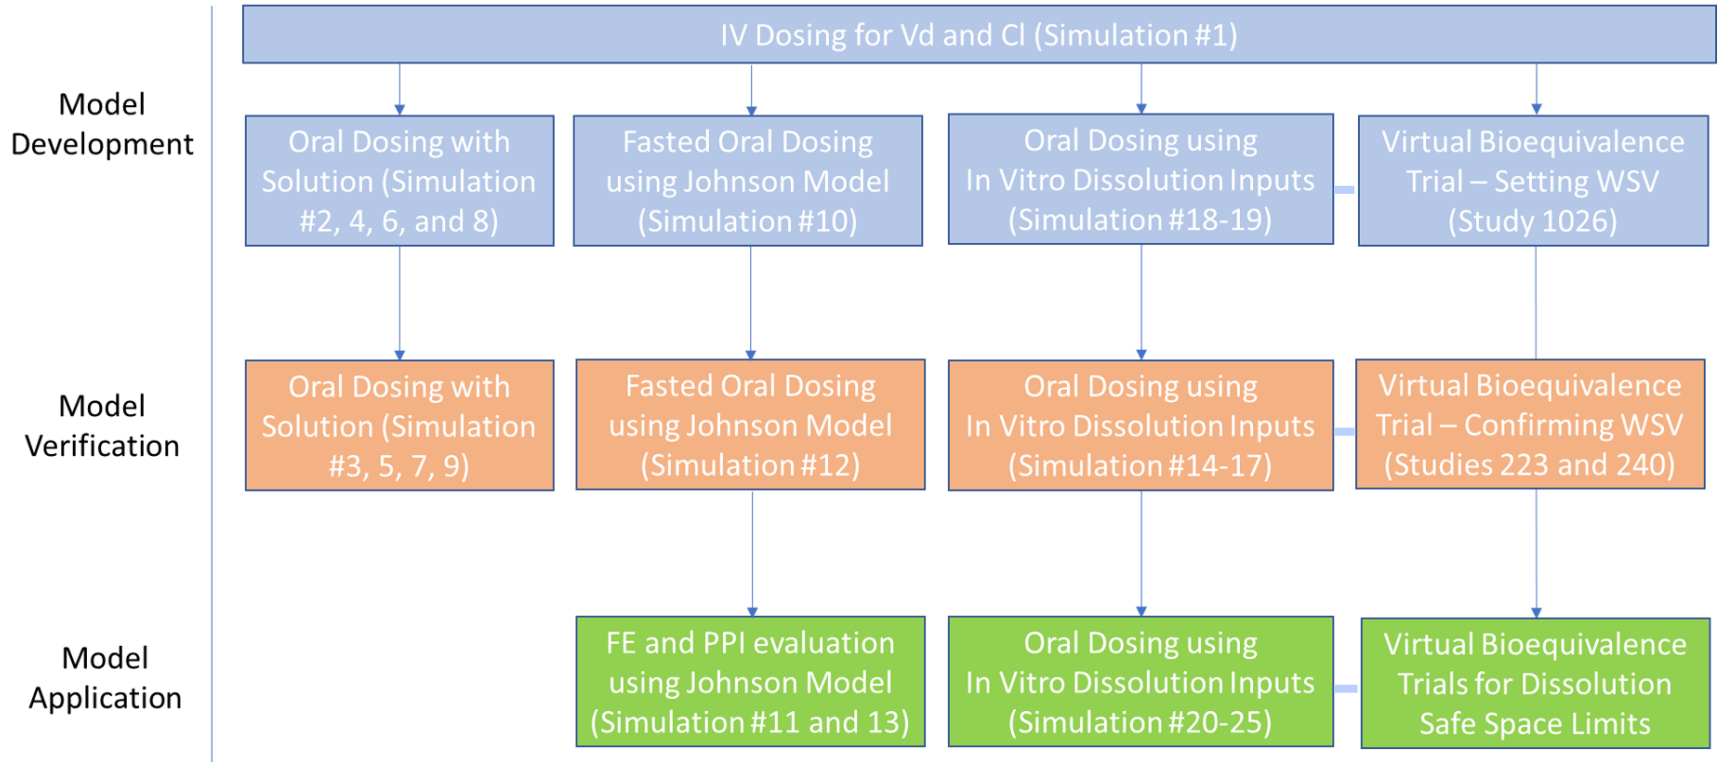 IV Dosing for Vd and Cl (Simulation #1)
Model
Development
Oral Dosing with
Solution (Simulation
#2, 4, 6, and 8)
Fasted Oral Dosing
using Johnson Model
(Simulation #10)
Oral Dosing using
In Vitro Dissolution Inputs
(Simulation #18-19)
Virtual Bioequivalence
Trial – Setting WSV
(Study 1026)
Model
Verification
Oral Dosing with
Solution (Simulation
#3, 5, 7, 9)
Fasted Oral Dosing
using Johnson Model
(Simulation #12)
Oral Dosing using
In Vitro Dissolution Inputs
(Simulation #14-17)
Virtual Bioequivalence
Trial – Confirming WSV
(Studies 223 and 240)
Model
Application
FE and PPI evaluation
using Johnson Model
(Simulation #11 and 13)
Oral Dosing using
In Vitro Dissolution Inputs
(Simulation #20-25)
Virtual Bioequivalence
Trials for Dissolution
Safe Space Limits